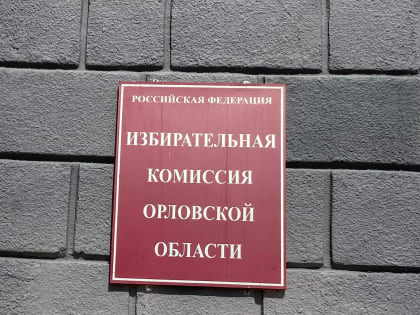 РОССИЙСКАЯ ФЕДЕРАЦИЯ
ИЗБИРАТЕЛЬНАЯ
КОМИССИЯ
ОРЛОВСКОЙ
ОБЛАСТИ